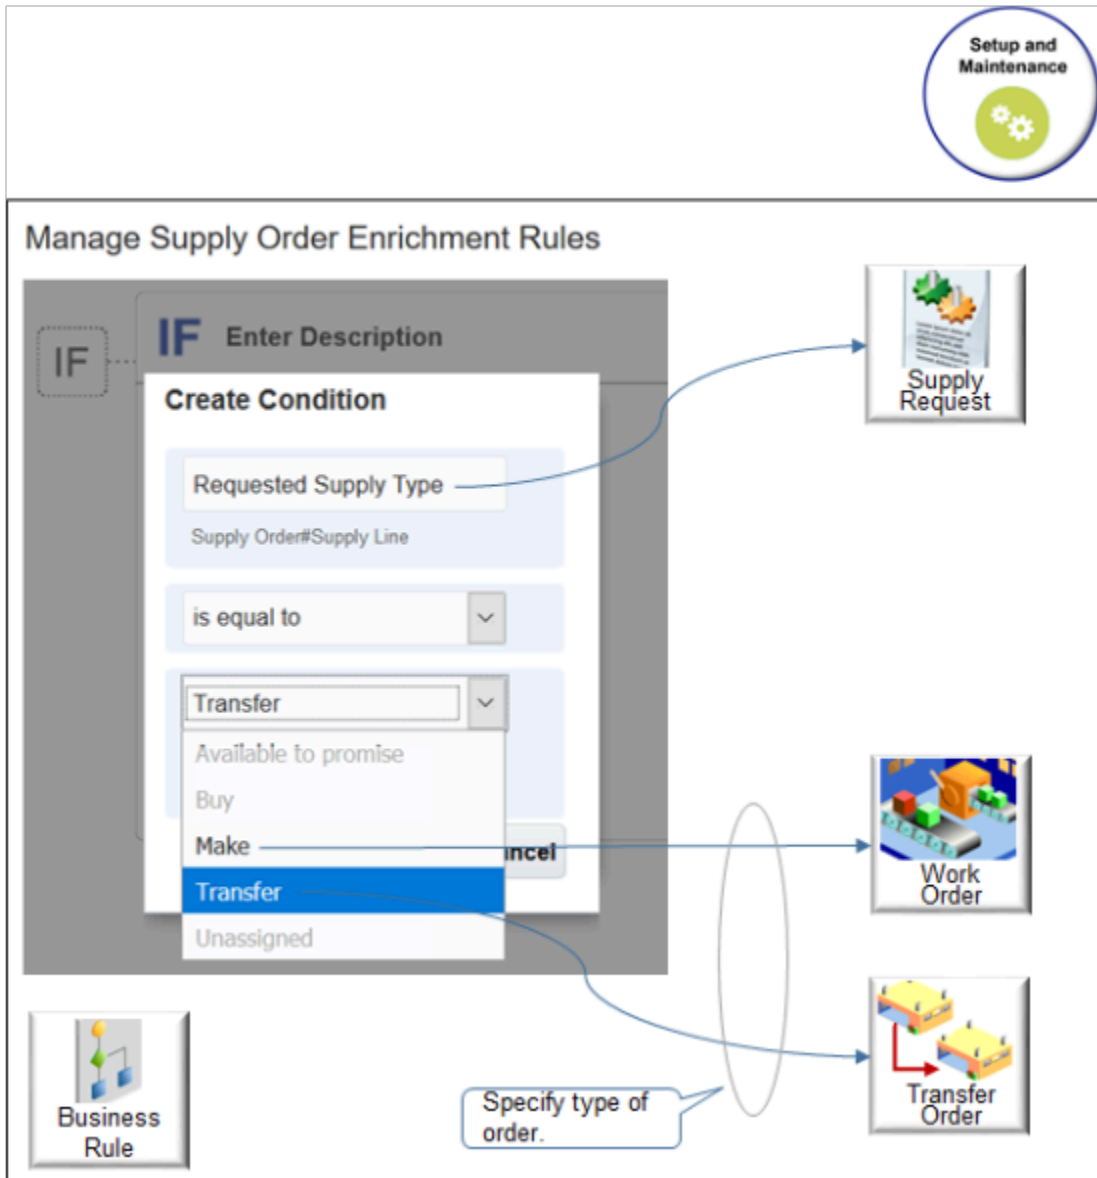 Setup and
Maintenance
Manage Supply Order Enrichment Rules
IF
IF Enter Description
Create Condition
Requested Supply Type
Supply Order#Supply Line
is equal to
Transfer
Available to promise
Buy
Make
ncel
Transfer
Unassigned
Supply
Request
Work
Order
Transfer
Order
Specify type of
order.
Business
Rule